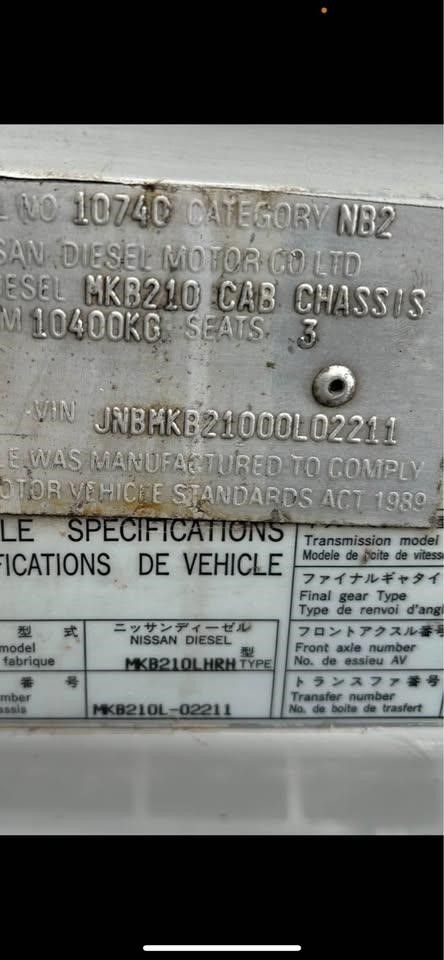 NO 10740 CATEGORY NB2
SAN DIESEL MOTOR CO LTD
IESEL MKB210 CAB CHASSIS
M 10400KG SEATS 3
VIN JNBMKB21000L02211
E WAS MANUFACTURED TO COMPLY
OTOR VEHICLE STANDARDS ACT 1989
LE SPECIFICATIONS
FICATIONS DE VEHICLE
Transmission model
Modele de boite de vitess
ファイナルギャタイ
Final gear Type
Type de renvoi d'angl
型 式
model
fabrique
ニッサンディーゼル
NISSAN DIESEL
MKB210LHRH 型 TYPE
フロントアクスル番号
Front axle number
No. de essieu AV
番 号
mber
assis
MKB210L-02211
トランスファ番号
Transfer number
No. de boite de trasfert